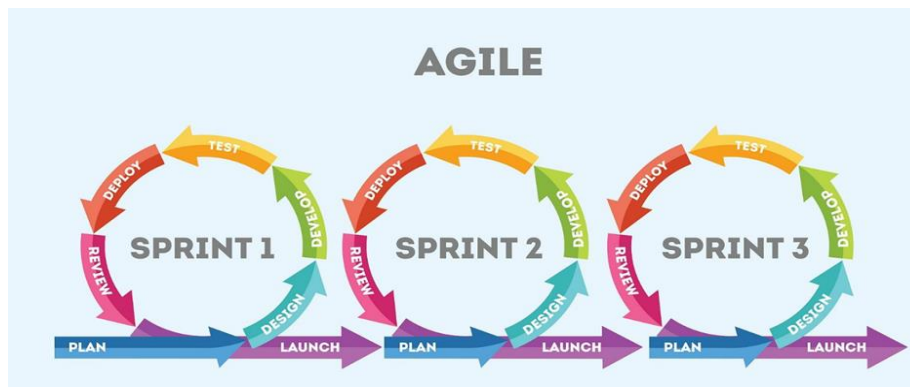 AGILE
TEST
DEPLOY
DEVELOP
SPRINT 1
REVIEW
DESIGN
PLAN
LAUNCH
TEST
DEPLOY
DEVELOP
SPRINT 2
REVIEW
DESIGN
PLAN
LAUNCH
TEST
DEPLOY
DEVELOP
SPRINT 3
REVIEW
DESIGN
PLAN
LAUNCH